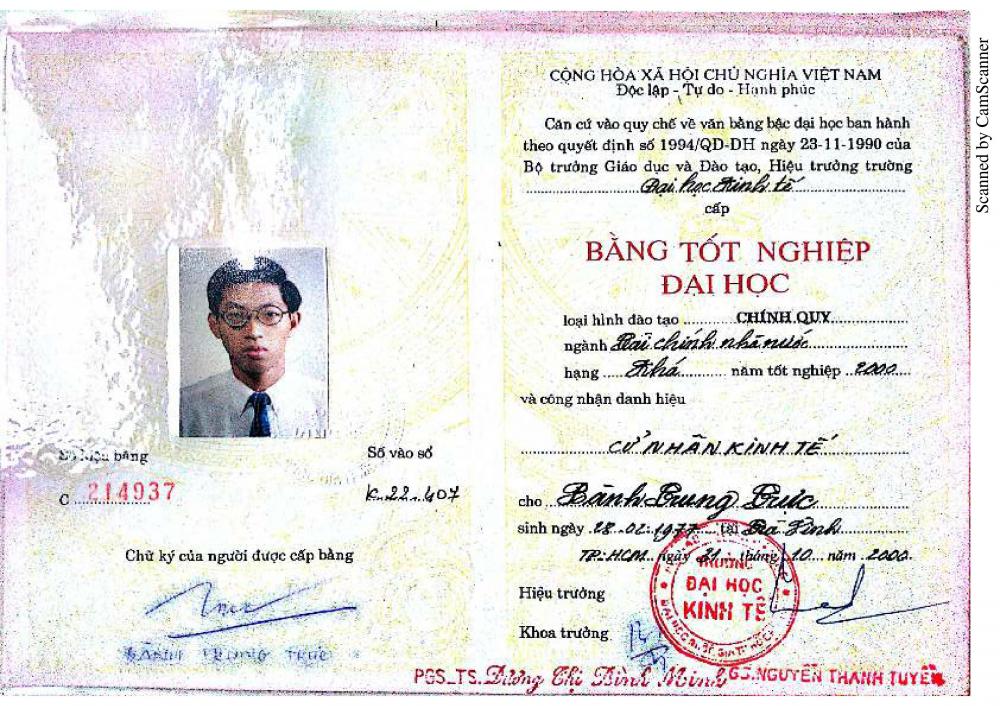 Số hiệu bằng
C 214937
Số vào sổ
K.22.407
Chữ ký của người được cấp bằng
BÀNH TRUNG TRỰC
CỘNG HÒA XÃ HỘI CHỦ NGHĨA VIỆT NAM
Độc lập - Tự do - Hạnh phúc
Căn cứ vào quy chế về văn bằng bậc đại học ban hành
theo quyết định số 1994/QD-DH ngày 23-11-1990 của
Bộ trưởng Giáo dục và Đào tạo, Hiệu trưởng trường
Đại học Kinh tế
cấp
BẰNG TỐT NGHIỆP
ĐẠI HỌC
loại hình đào tạo CHÍNH QUY
ngành Tài chính nhà nước
hạng Khá năm tốt nghiệp 2000
và công nhận danh hiệu
CỬ NHÂN KINH TẾ
cho Bành Trung Trực
sinh ngày 28.02.1977 tại
TP.HCM ngày 21 tháng 10 năm 2000
Hiệu trưởng
Khoa trưởng
TRƯỜNG
ĐẠI HỌC
KINH TẾ
PGS_TS. Dương Thị Bình Minh
GS. NGUYỄN THANH TUYỀN
Scanned by CamScanner